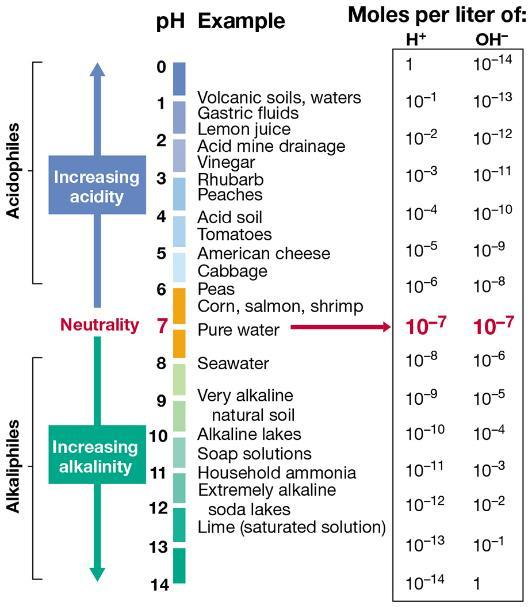 Moles per liter of:
pH Example
H⁺ OH⁻
0 1 10⁻¹⁴
1 Volcanic soils, waters 10⁻¹ 10⁻¹³
Gastric fluids
Lemon juice
2 Acid mine drainage 10⁻² 10⁻¹²
Vinegar
3 Rhubarb 10⁻³ 10⁻¹¹
Peaches
4 Acid soil 10⁻⁴ 10⁻¹⁰
Tomatoes
5 American cheese 10⁻⁵ 10⁻⁹
Cabbage
6 Peas 10⁻⁶ 10⁻⁸
Corn, salmon, shrimp
Neutrality 7 Pure water 10⁻⁷ 10⁻⁷
8 Seawater 10⁻⁸ 10⁻⁶
9 Very alkaline 10⁻⁹ 10⁻⁵
natural soil
10 Alkaline lakes 10⁻¹⁰ 10⁻⁴
Soap solutions
11 Household ammonia 10⁻¹¹ 10⁻³
Extremely alkaline
12 soda lakes 10⁻¹² 10⁻²
Lime (saturated solution)
13 10⁻¹³ 10⁻¹
14 10⁻¹⁴ 1
Acidophiles
Increasing
acidity
Alkaliphiles
Increasing
alkalinity